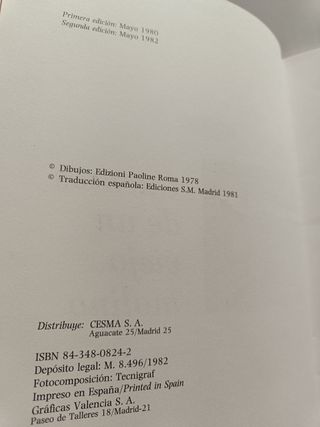 Primera edición: Mayo 1980
Segunda edición: Mayo 1982
© Dibujos: Edizioni Paoline Roma 1978
© Traducción española: Ediciones S.M. Madrid 1981
Distribuye: CESMA S. A.
Aguacate 25/Madrid 25
ISBN 84-348-0824-2
Depósito legal: M. 8.496/1982
Fotocomposición: Tecnigraf
Impreso en España/Printed in Spain
Gráficas Valencia S. A.
Paseo de Talleres 18/Madrid-21